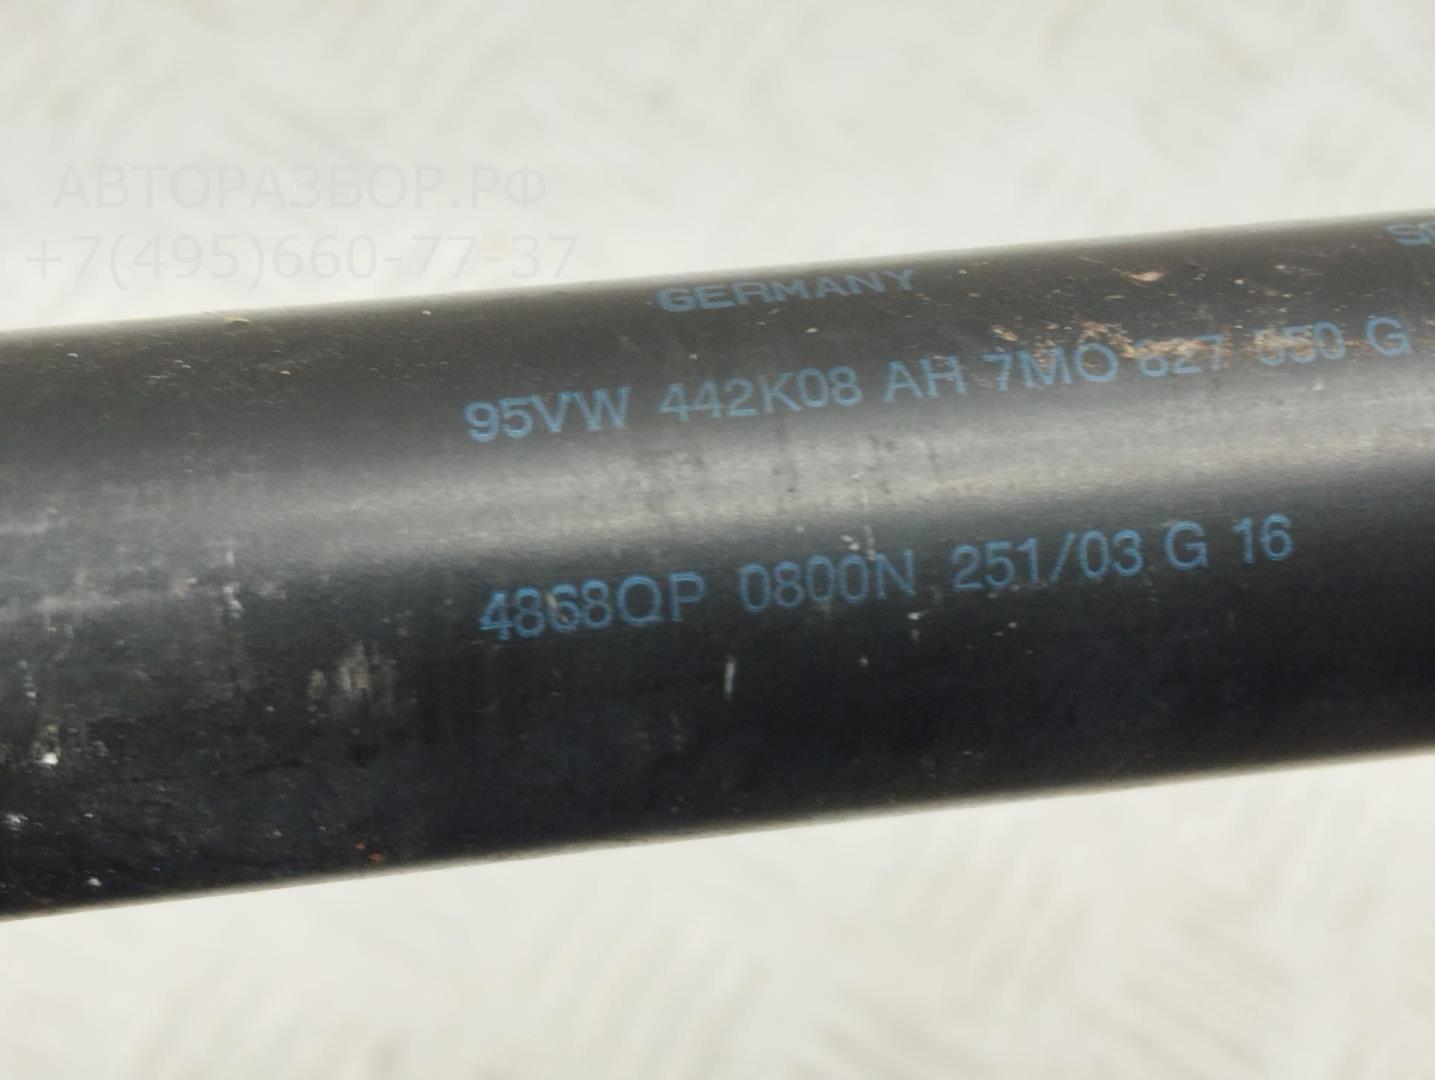 АВТОРАЗБОР.РФ
+7(495)660-77-37
GERMANY
95VW 442K08 AH 7MO 827 550 G
4868QP 0800N 251/03 G 16